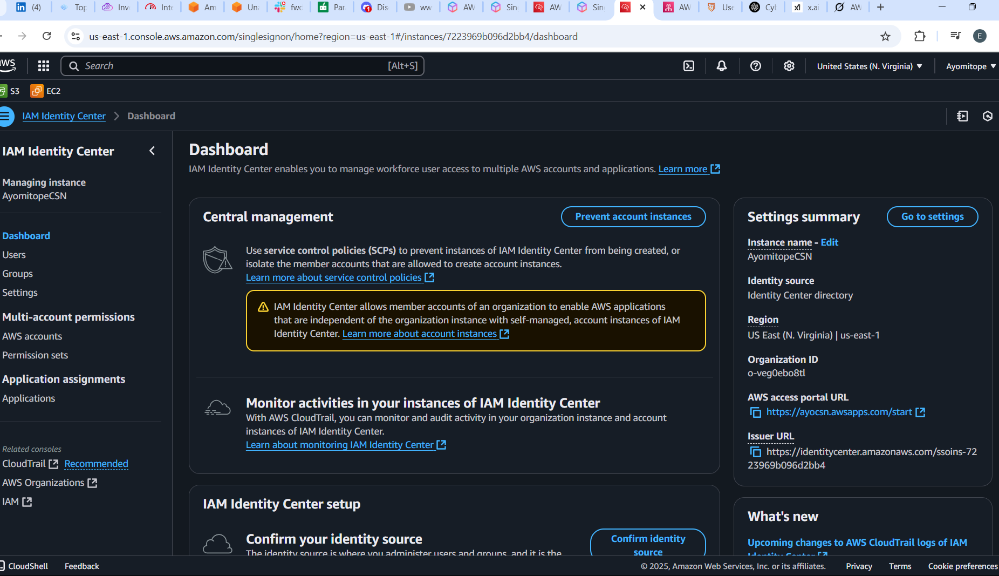 (4)
Top
Inv
Inte
Am
Una
fwd
Par
Dis
ww
AW
Sin
AW
Sin
AW
Use
Cyb
x.ai
AW
us-east-1.console.aws.amazon.com/singlesignon/home?region=us-east-1#/instances/7223969b096d2bb4/dashboard
E
aws
Search
[Alt+S]
United States (N. Virginia)
Ayomitope
S3
EC2
IAM Identity Center
Dashboard
IAM Identity Center
Managing instance
AyomitopeCSN
Dashboard
Users
Groups
Settings
Multi-account permissions
AWS accounts
Permission sets
Application assignments
Applications
Related consoles
CloudTrail Recommended
AWS Organizations
IAM
Dashboard
IAM Identity Center enables you to manage workforce user access to multiple AWS accounts and applications. Learn more
Central management
Prevent account instances
Use service control policies (SCPs) to prevent instances of IAM Identity Center from being created, or
isolate the member accounts that are allowed to create account instances.
Learn more about service control policies
IAM Identity Center allows member accounts of an organization to enable AWS applications
that are independent of the organization instance with self-managed, account instances of IAM
Identity Center. Learn more about account instances
Monitor activities in your instances of IAM Identity Center
With AWS CloudTrail, you can monitor and audit activity in your organization instance and account
instances of IAM Identity Center.
Learn about monitoring IAM Identity Center
IAM Identity Center setup
Confirm your identity source
The identity source is where you administer users and groups, and it is the
Confirm identity
source
Settings summary
Go to settings
Instance name - Edit
AyomitopeCSN
Identity source
Identity Center directory
Region
US East (N. Virginia) | us-east-1
Organization ID
o-veg0ebo8tl
AWS access portal URL
https://ayocsn.awsapps.com/start
Issuer URL
https://identitycenter.amazonaws.com/ssoins-72
23969b096d2bb4
What's new
Upcoming changes to AWS CloudTrail logs of IAM
Identity Center
CloudShell
Feedback
© 2025, Amazon Web Services, Inc. or its affiliates.
Privacy
Terms
Cookie preferences